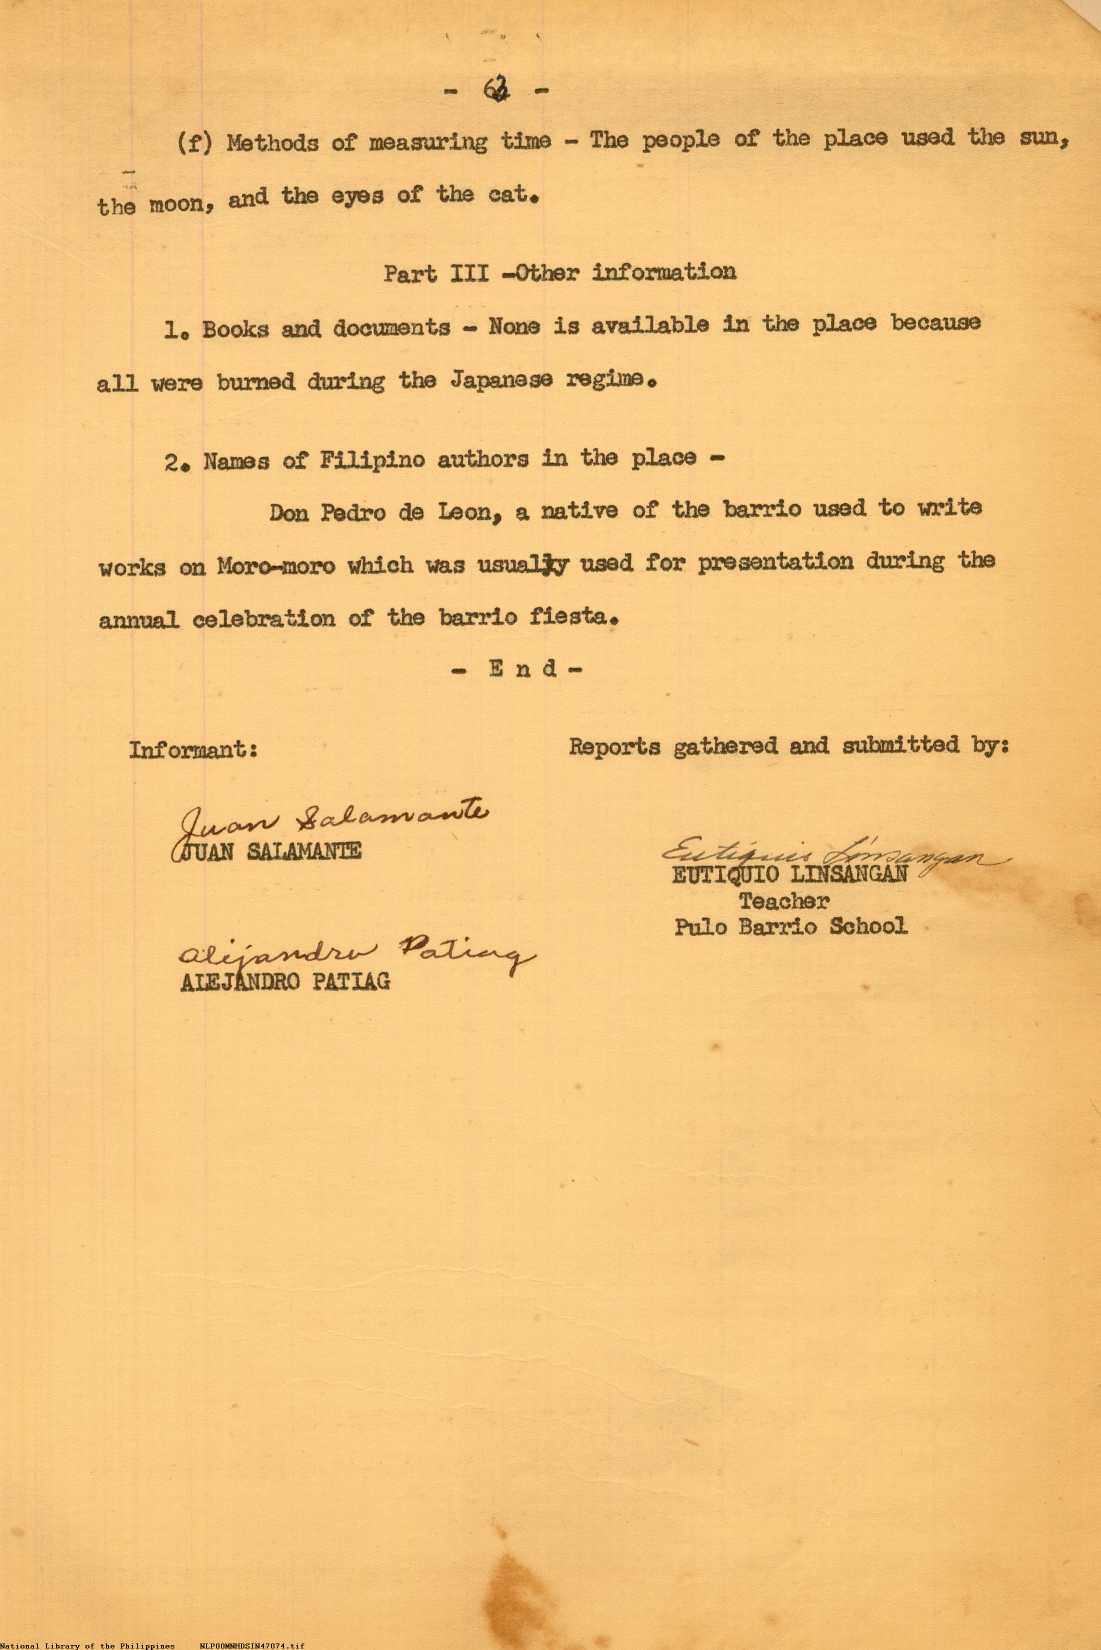 (f) Methods of measuring time - The people of the place used the sun,
the moon, and the eyes of the cat.
Part III -Other information
1. Books and documents - None is available in the place because
all were burned during the Japanese regime.
2. Names of Filipino authors in the place -
Don Pedro de Leon, a native of the barrio used to write
works on Moro-moro which was usually used for presentation during the
annual celebration of the barrio fiesta.
- E n d -
Informant:
Reports gathered and submitted by:
Juan Salamante
JUAN SALAMANTE
Eutiquio Linsangan
EUTIQUIO LINSANGAN
Teacher
Pulo Barrio School
Alejandro Patiag
ALEJANDRO PATIAG
National Library of the Philippines NLP00MNHDSIN47074.tif